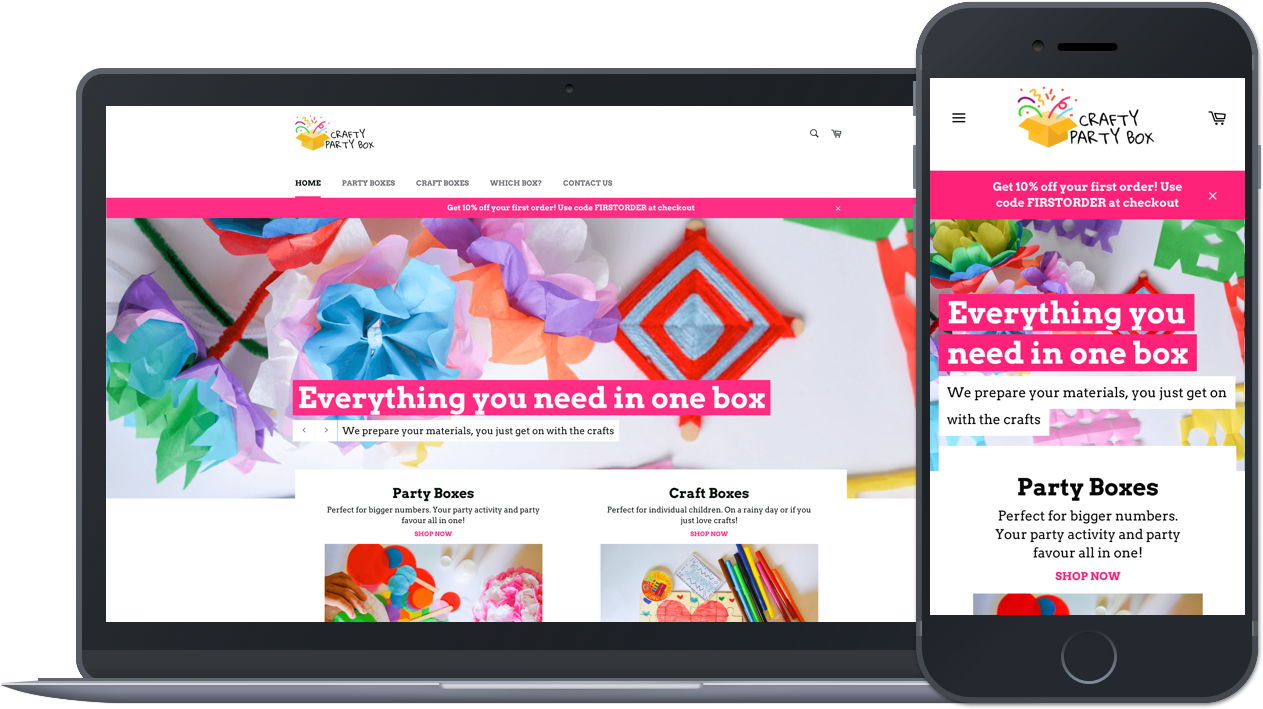 CRAFTY
PARTY BOX
HOME PARTY BOXES CRAFT BOXES WHICH BOX? CONTACT US
Get 10% off your first order! Use code FIRSTORDER at checkout
Everything you need in one box
We prepare your materials, you just get on with the crafts
Party Boxes
Perfect for bigger numbers. Your party activity and party
favour all in one!
SHOP NOW
Craft Boxes
Perfect for individual children. On a rainy day or if you
just love crafts!
SHOP NOW
CRAFTY
PARTY BOX
Get 10% off your first order! Use
code FIRSTORDER at checkout
Everything you
need in one box
We prepare your materials, you just get on
with the crafts
Party Boxes
Perfect for bigger numbers.
Your party activity and party
favour all in one!
SHOP NOW